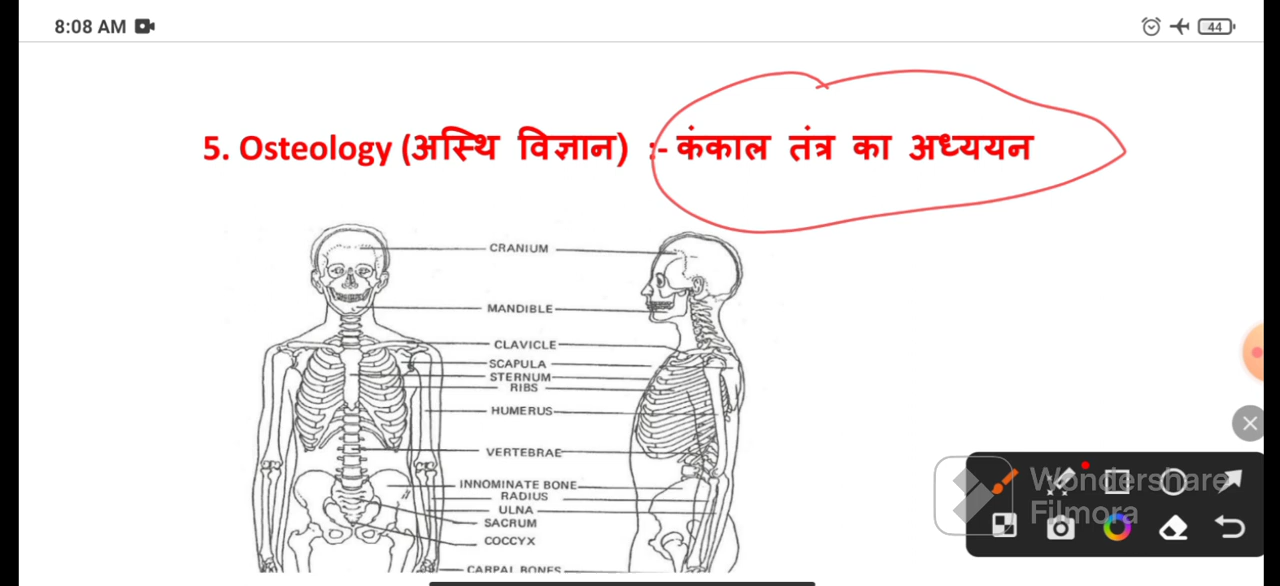 8:08 AM
44
5. Osteology (अस्थि विज्ञान) :- कंकाल तंत्र का अध्ययन
CRANIUM
MANDIBLE
CLAVICLE
SCAPULA
STERNUM
RIBS
HUMERUS
VERTEBRAE
INNOMINATE BONE
RADIUS
ULNA
SACRUM
COCCYX
CARPAL BONES
Wondershare
Filmora